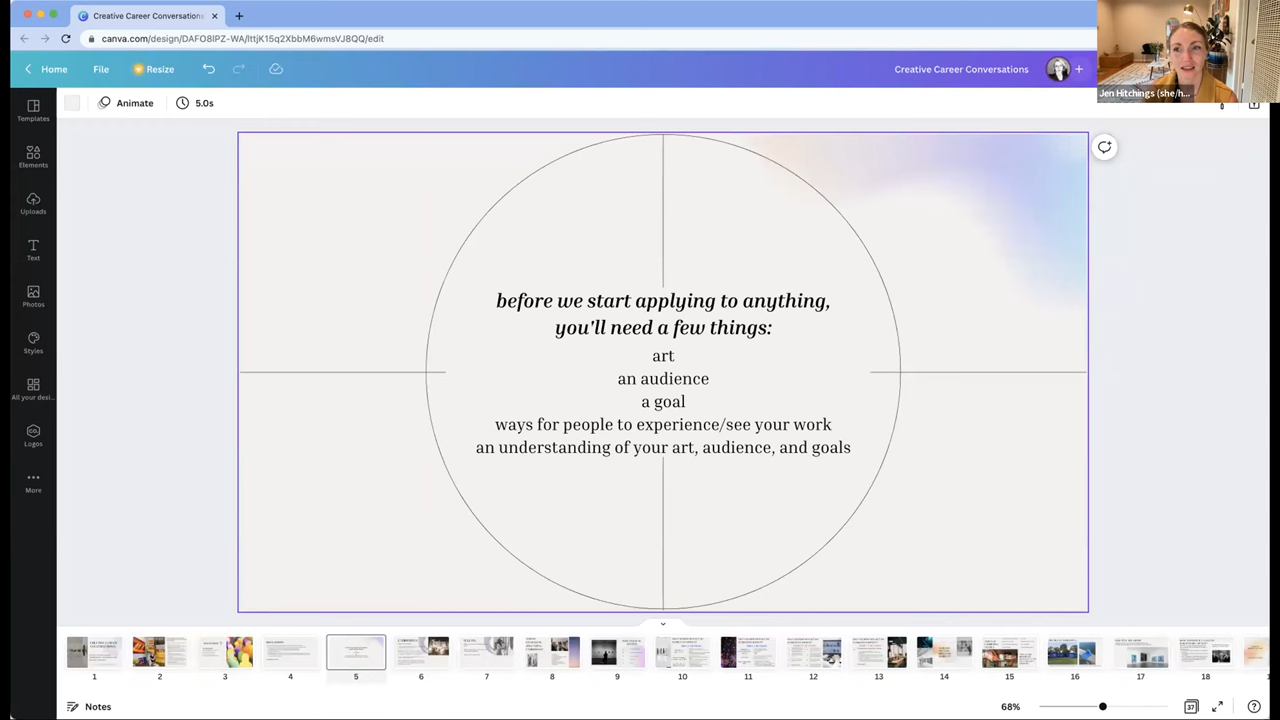 Creative Career Conversations
canva.com/design/DAFO8IPZ-WA/IttjK15q2XbbM6wmsVJ8QQ/edit
Home
File
Resize
Creative Career Conversations
Jen Hitchings (she/h...
Animate
5.0s
Templates
Elements
Uploads
Text
Photos
Styles
All your desi...
Logos
More
before we start applying to anything,
you'll need a few things:
art
an audience
a goal
ways for people to experience/see your work
an understanding of your art, audience, and goals
1
2
3
4
5
6
7
8
9
10
11
12
13
14
15
16
17
18
Notes
68%
37